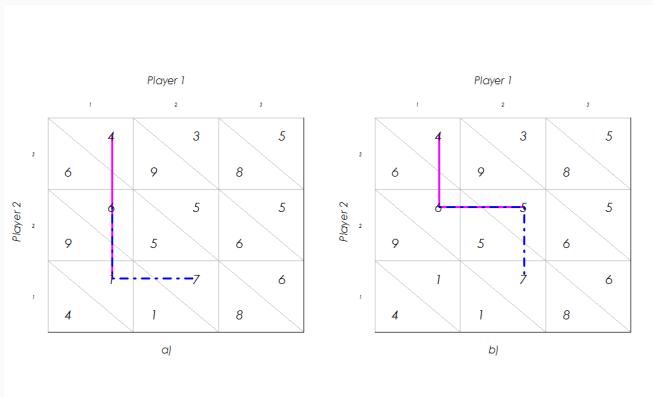 Player 1 Player 1
1 2 3 1 2 3
4 3 5 4 3 5
3 3
6 9 8 6 9 8
6 5 5 6 5 5
Player 2 2 Player 2 2
9 5 6 9 5 6
1 7 6 1 7 6
1 1
4 1 8 4 1 8
a) b)